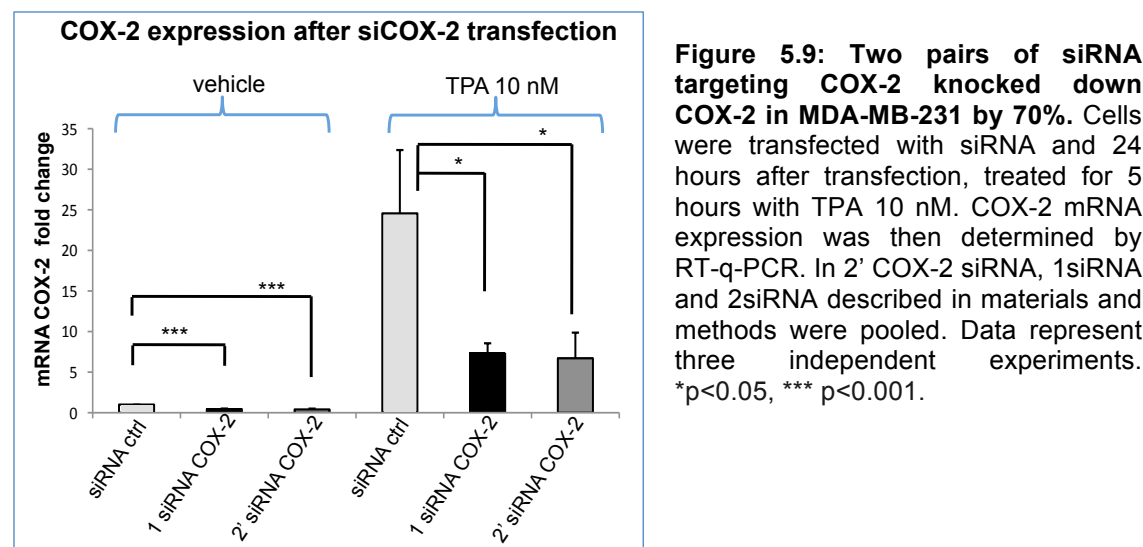 COX-2 expression after siCOX-2 transfection
vehicle
TPA 10 nM
mRNA COX-2 fold change
35
30
25
20
15
10
5
0
***
***
*
*
siRNA ctrl
1 siRNA COX-2
2’ siRNA COX-2
siRNA ctrl
1 siRNA COX-2
2’ siRNA COX-2
Figure 5.9: Two pairs of siRNA
targeting COX-2 knocked down
COX-2 in MDA-MB-231 by 70%. Cells
were transfected with siRNA and 24
hours after transfection, treated for 5
hours with TPA 10 nM. COX-2 mRNA
expression was then determined by
RT-q-PCR. In 2’ COX-2 siRNA, 1siRNA
and 2siRNA described in materials and
methods were pooled. Data represent
three independent experiments.
*p<0.05, *** p<0.001.